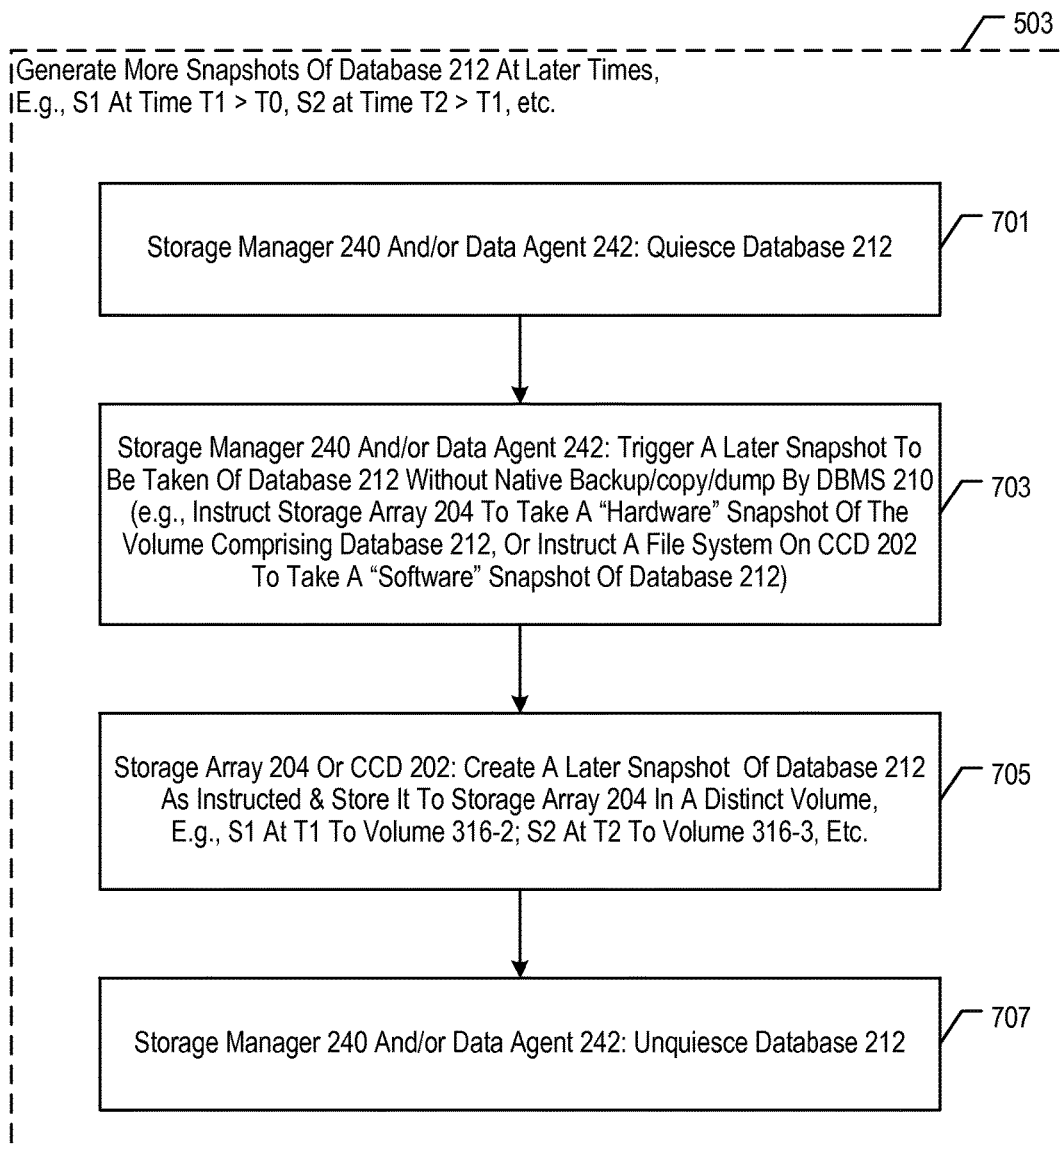 503
Generate More Snapshots Of Database 212 At Later Times,
E.g., S1 At Time T1 > T0, S2 at Time T2 > T1, etc.
701
Storage Manager 240 And/or Data Agent 242: Quiesce Database 212
Storage Manager 240 And/or Data Agent 242: Trigger A Later Snapshot To
Be Taken Of Database 212 Without Native Backup/copy/dump By DBMS 210
703
(e.g., Instruct Storage Array 204 To Take A “Hardware” Snapshot Of The
Volume Comprising Database 212, Or Instruct A File System On CCD 202
To Take A “Software” Snapshot Of Database 212)
Storage Array 204 Or CCD 202: Create A Later Snapshot Of Database 212
705
As Instructed & Store It To Storage Array 204 In A Distinct Volume,
E.g., S1 At T1 To Volume 316-2; S2 At T2 To Volume 316-3, Etc.
707
Storage Manager 240 And/or Data Agent 242: Unquiesce Database 212